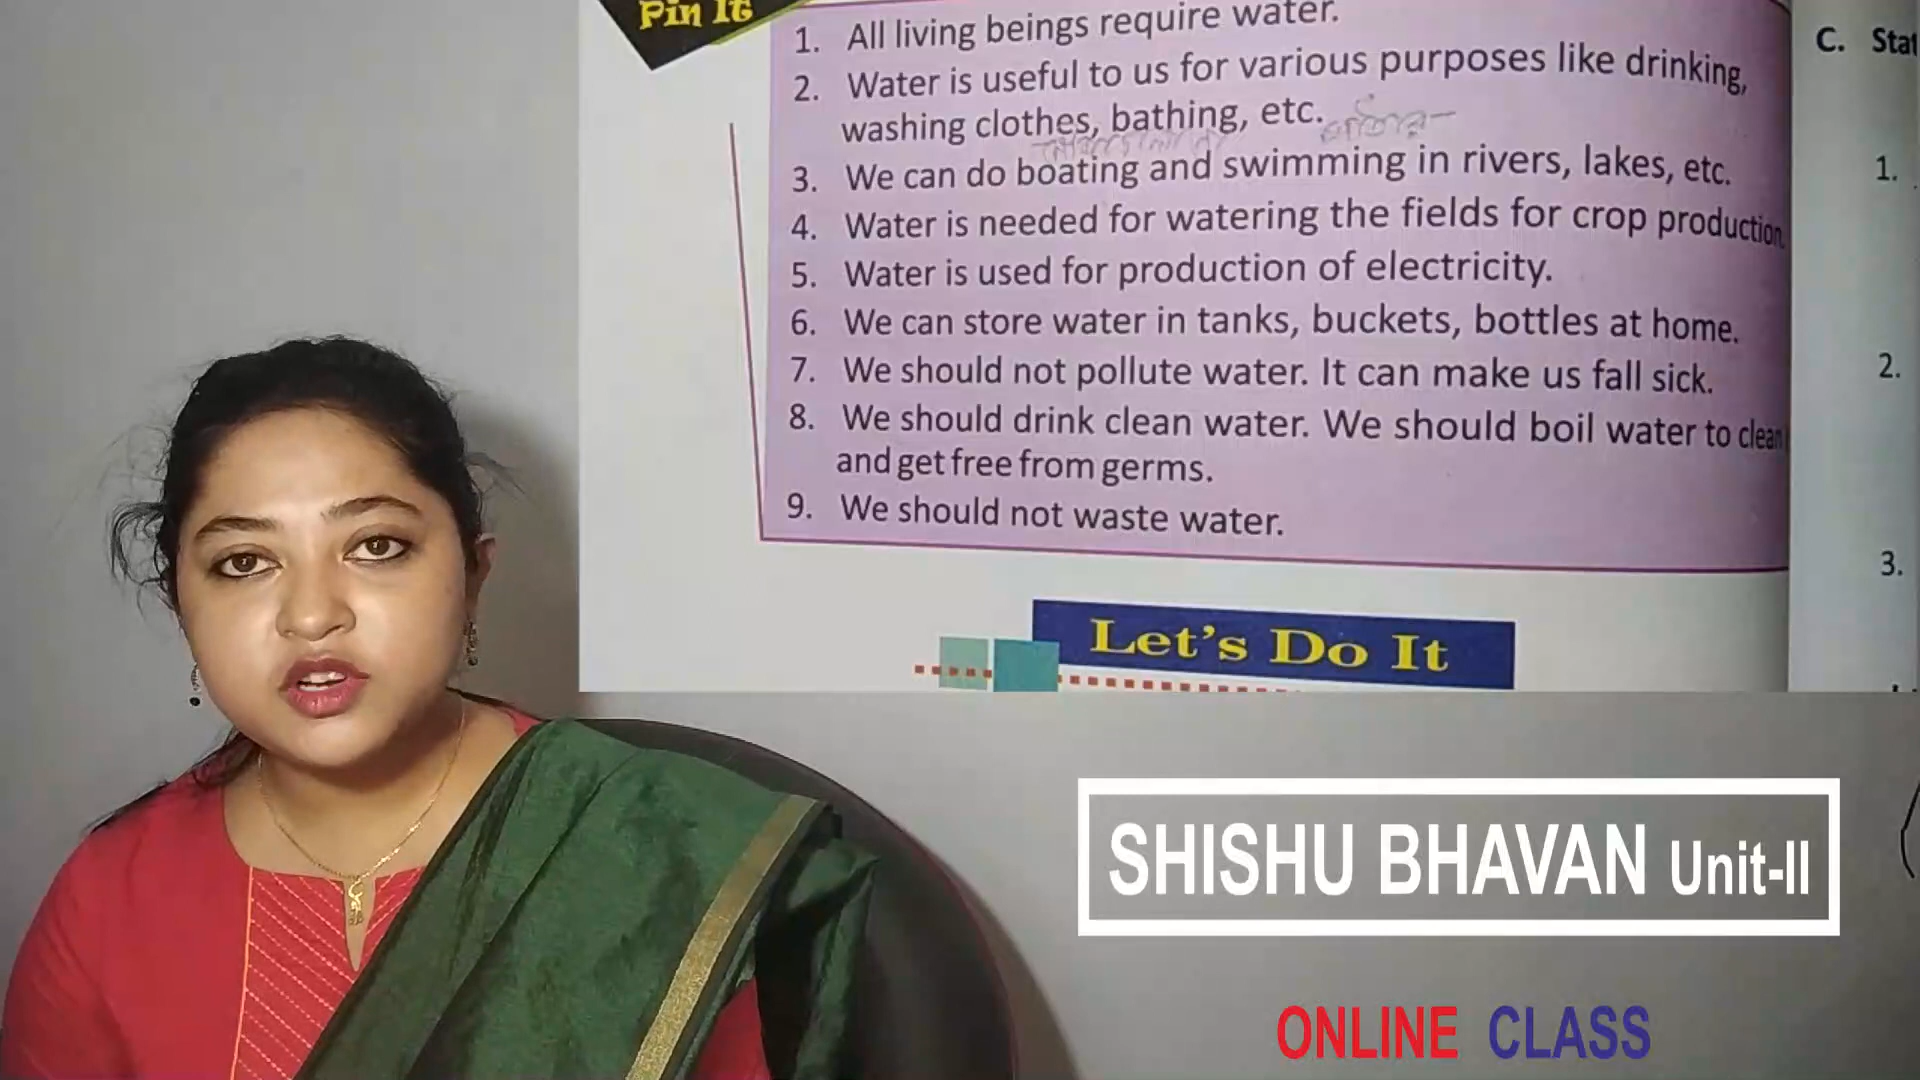 Pin It
1. All living beings require water.
2. Water is useful to us for various purposes like drinking,
washing clothes, bathing, etc.
3. We can do boating and swimming in rivers, lakes, etc.
4. Water is needed for watering the fields for crop production.
5. Water is used for production of electricity.
6. We can store water in tanks, buckets, bottles at home.
7. We should not pollute water. It can make us fall sick.
8. We should drink clean water. We should boil water to clean
and get free from germs.
9. We should not waste water.
Let's Do It
C.
1.
2.
3.
SHISHU BHAVAN Unit-II
ONLINE CLASS